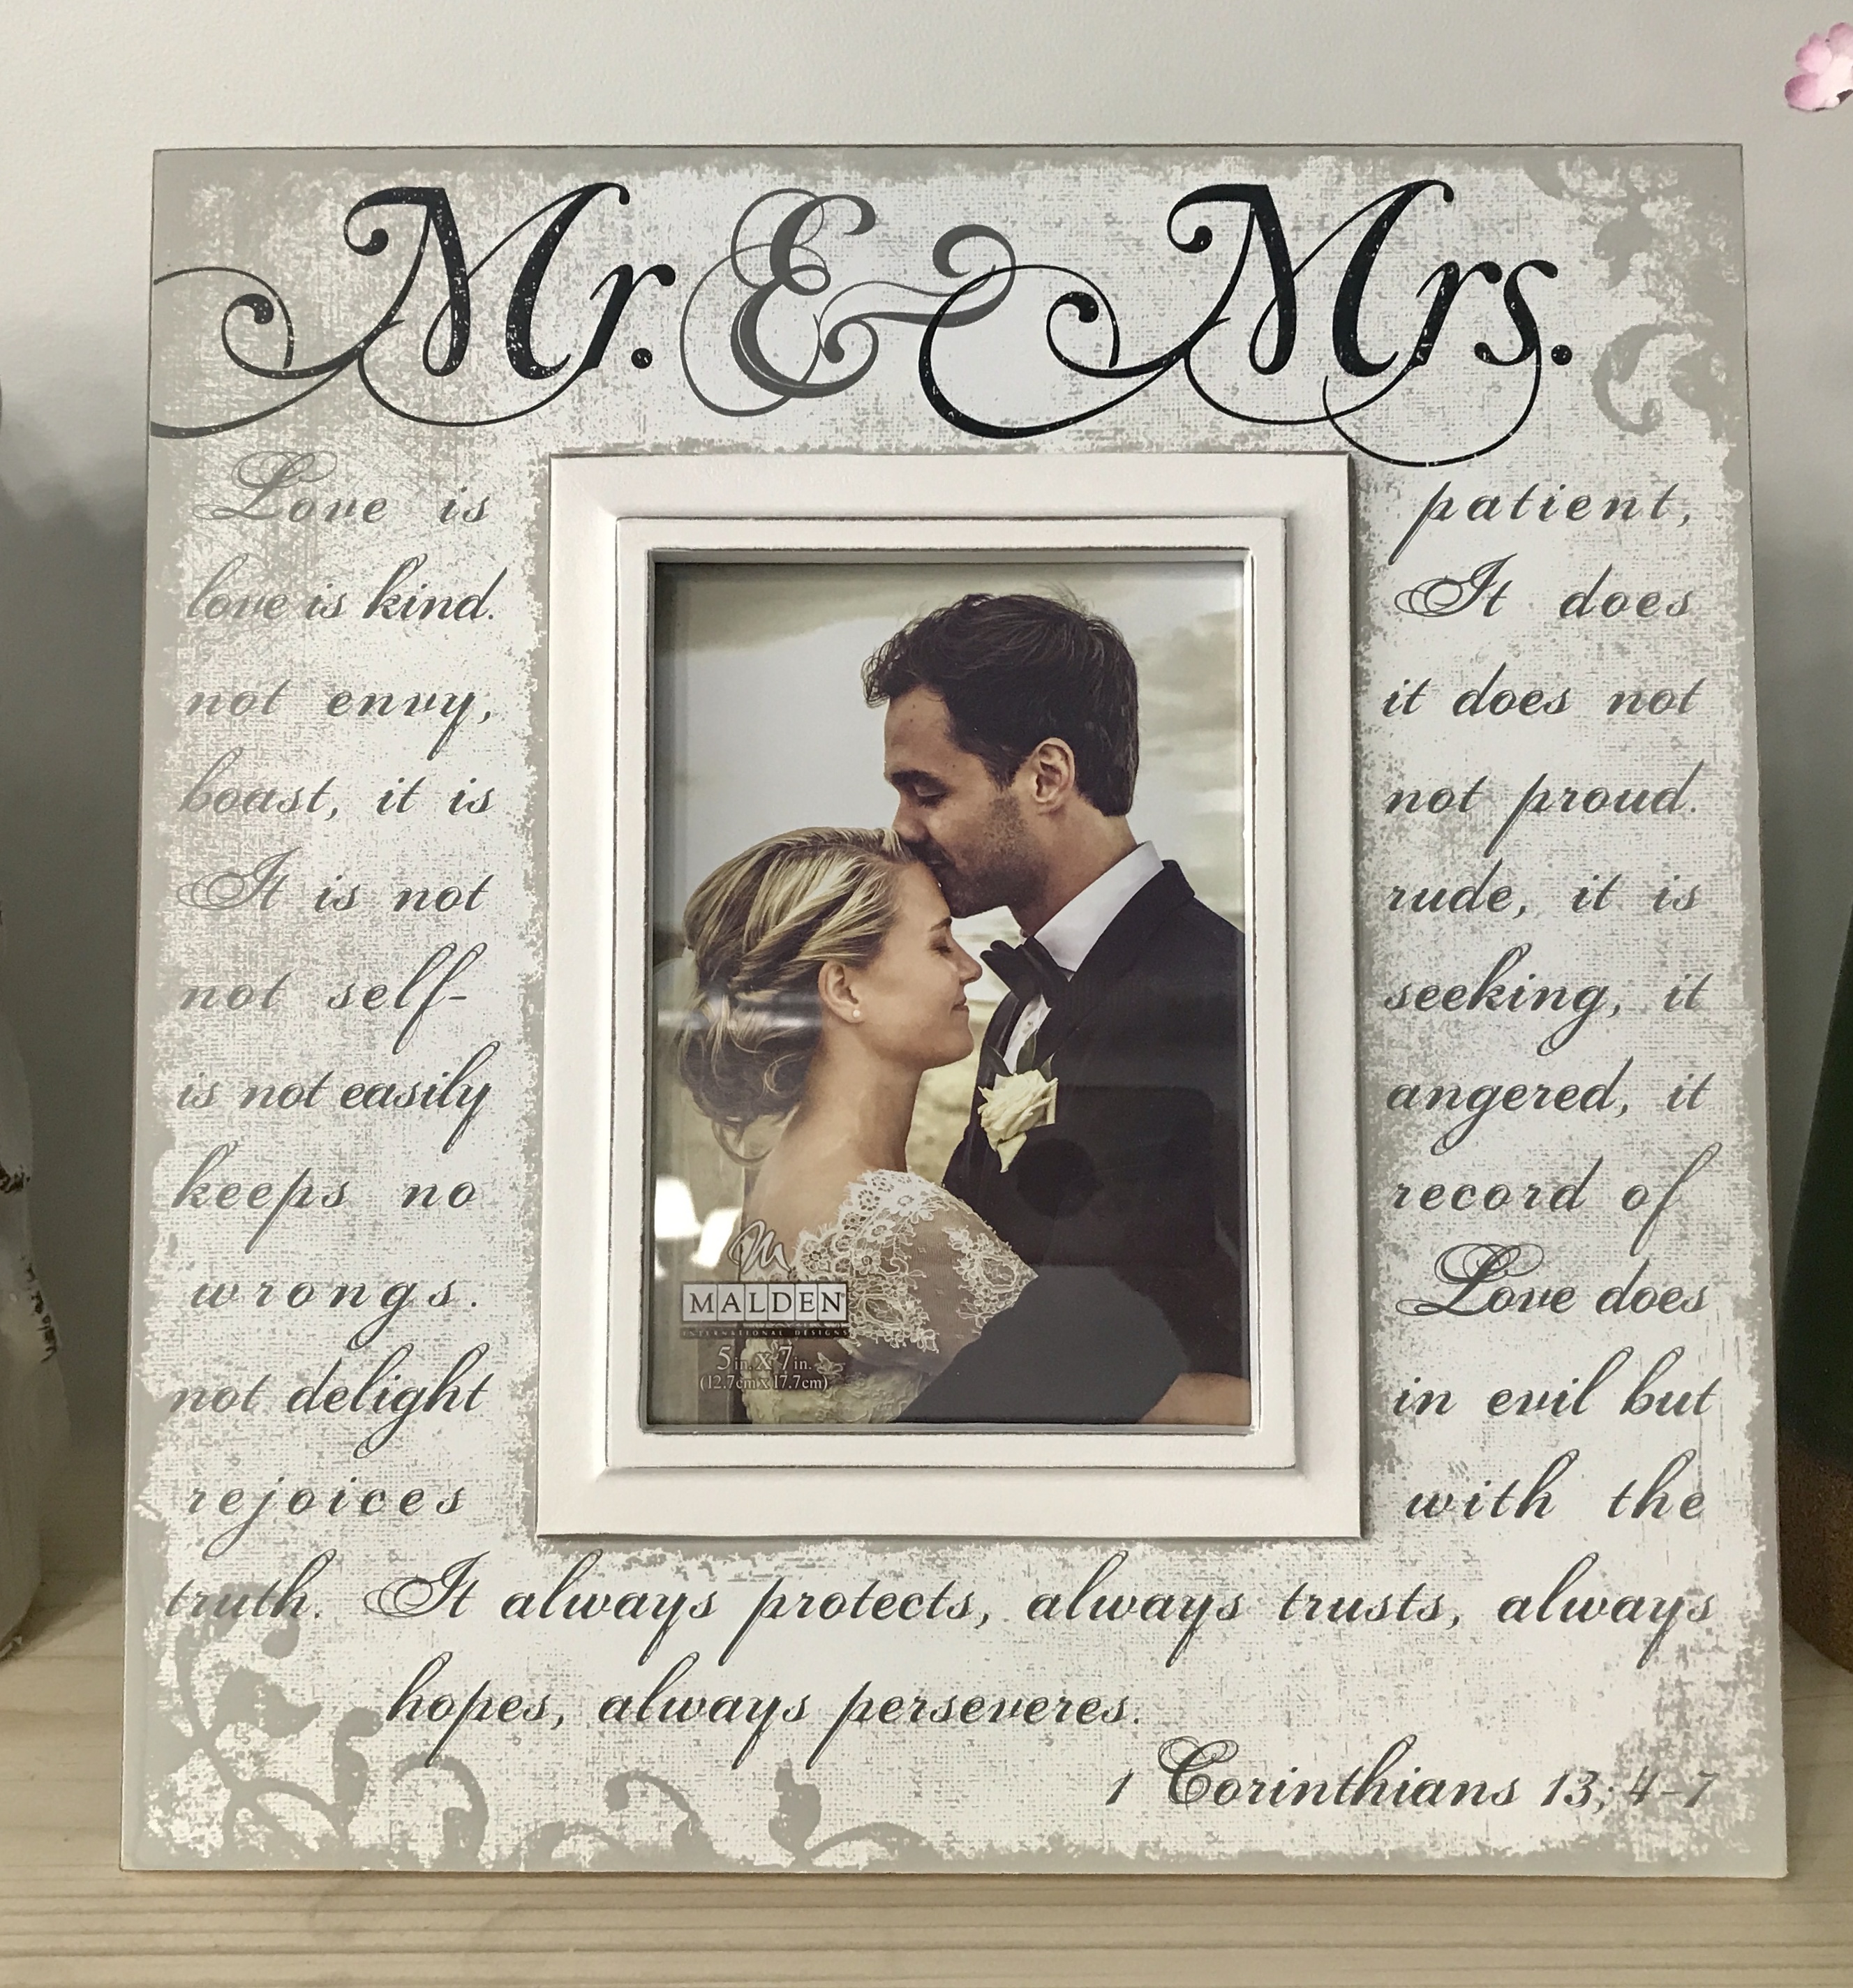 Mr. & Mrs.
Love is patient,
love is kind. It does
not envy, it does not
boast, it is not proud.
It is not rude, it is
not self- seeking, it
is not easily angered, it
keeps no record of
wrongs. Love does
not delight in evil but
rejoices with the
truth. It always protects, always trusts, always
hopes, always perseveres.
1 Corinthians 13;4-7
M
MALDEN
INTERNATIONAL DESIGNS
5in. X 7in.
(12.7cm x 17.7cm)